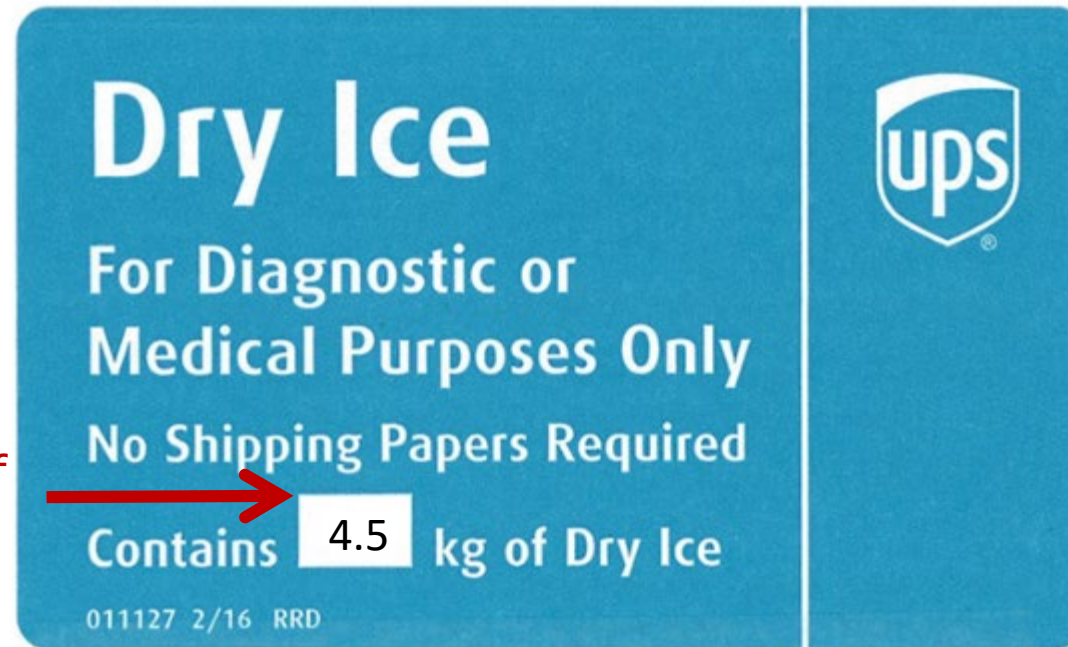 Dry Ice
ups
®
For Diagnostic or
Medical Purposes Only
No Shipping Papers Required
Contains 4.5 kg of Dry Ice
011127 2/16 RRD